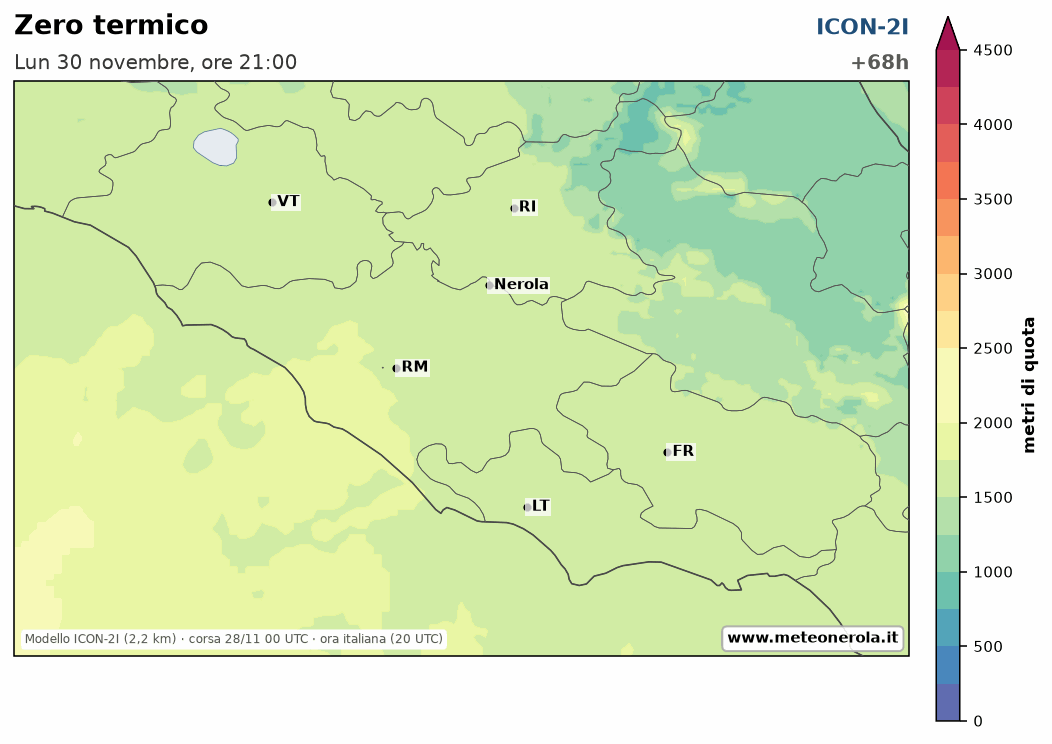 Zero termico
ICON-2I
Lun 30 novembre, ore 21:00
+68h
VT
RI
Nerola
RM
FR
LT
Modello ICON-2I (2,2 km) · corsa 28/11 00 UTC · ora italiana (20 UTC)
www.meteonerola.it
4500
4000
3500
3000
2500
2000
1500
1000
500
0
metri di quota